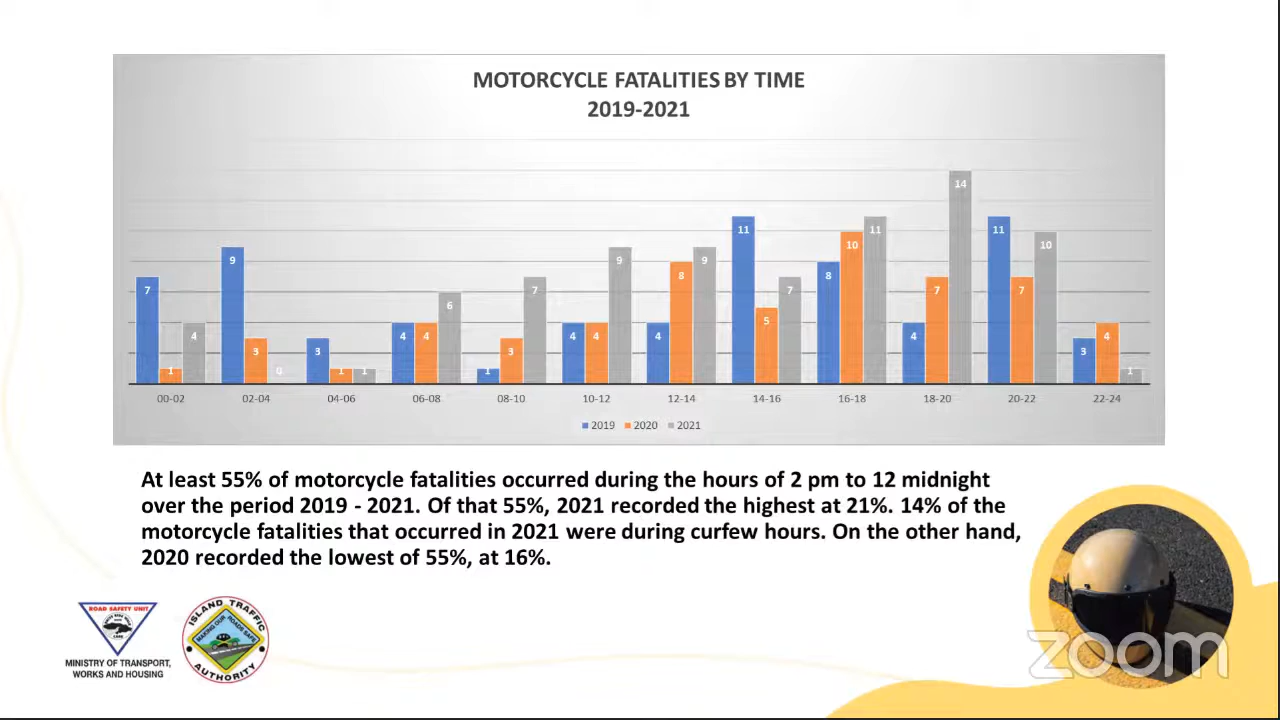 MOTORCYCLE FATALITIES BY TIME
2019-2021
7 1 4 9 3 0 3 1 1 4 4 6 1 3 7 4 4 9 4 8 9 11 5 7 8 10 11 4 7 14 11 7 10 3 4 1
00-02 02-04 04-06 06-08 08-10 10-12 12-14 14-16 16-18 18-20 20-22 22-24
2019 2020 2021
At least 55% of motorcycle fatalities occurred during the hours of 2 pm to 12 midnight
over the period 2019 - 2021. Of that 55%, 2021 recorded the highest at 21%. 14% of the
motorcycle fatalities that occurred in 2021 were during curfew hours. On the other hand,
2020 recorded the lowest of 55%, at 16%.
ROAD SAFETY UNIT
MINISTRY OF TRANSPORT,
WORKS AND HOUSING
ISLAND TRAFFIC
MAKING OUR ROADS SAFE
AUTHORITY
zoom